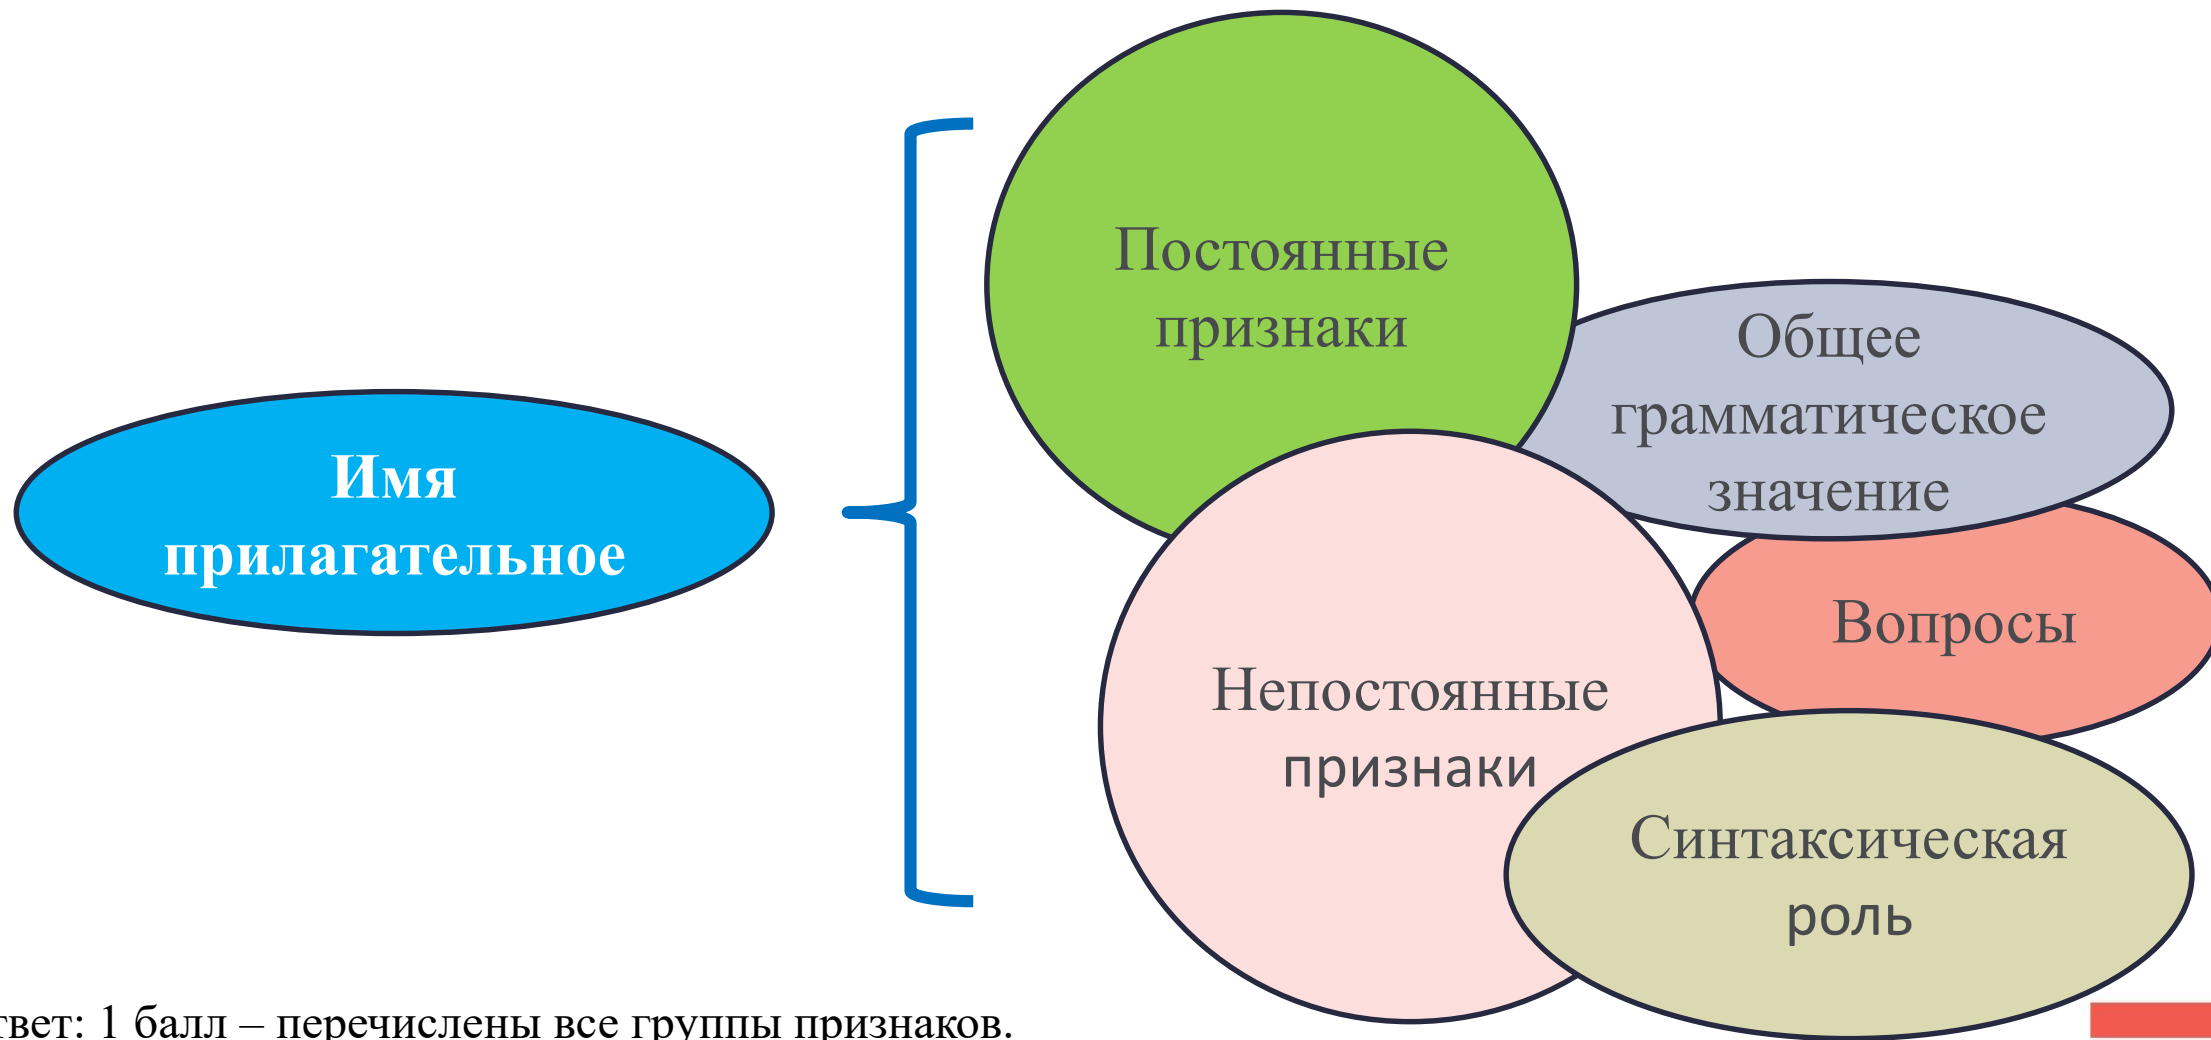 Имя
прилагательное
Постоянные
признаки
Общее
грамматическое
значение
Вопросы
Непостоянные
признаки
Синтаксическая
роль
твет: 1 балл – перечислены все группы признаков.